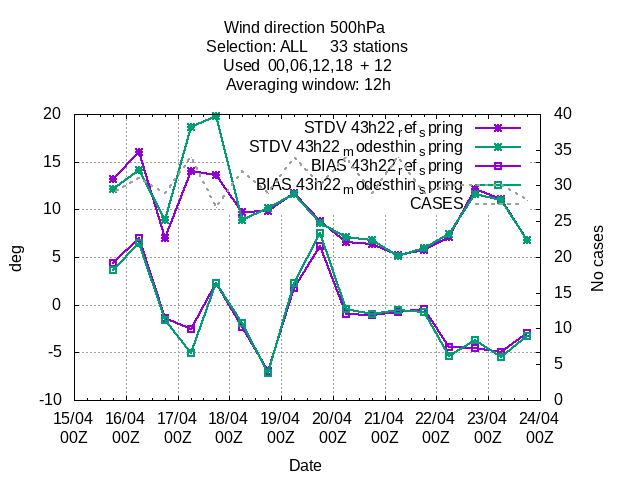 Wind direction 500hPa
Selection: ALL 33 stations
Used 00,06,12,18 + 12
Averaging window: 12h
STDV 43h22_ref_spring
STDV 43h22_modesthin_spring
BIAS 43h22_ref_spring
BIAS 43h22_modesthin_spring
CASES
deg
20
15
10
5
0
-5
-10
No cases
40
35
30
25
20
15
10
5
0
15/04 16/04 17/04 18/04 19/04 20/04 21/04 22/04 23/04 24/04
00Z 00Z 00Z 00Z 00Z 00Z 00Z 00Z 00Z 00Z
Date